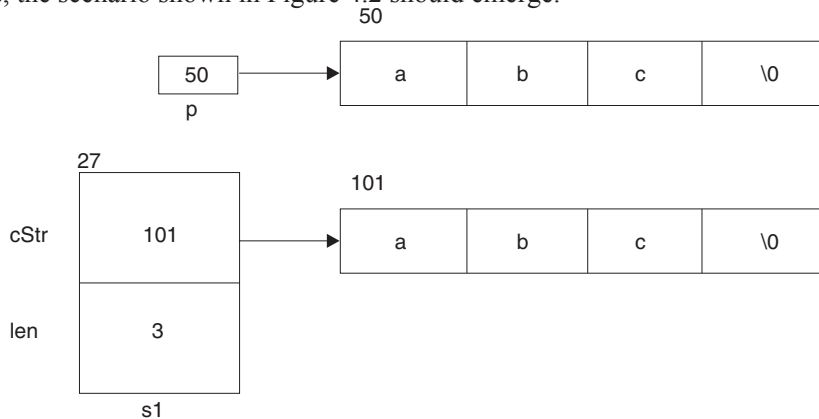 , the scenario shown in Figure 4.2 should emerge.
50
50 a b c \0
p
27
101
cStr 101 a b c \0
len 3
s1